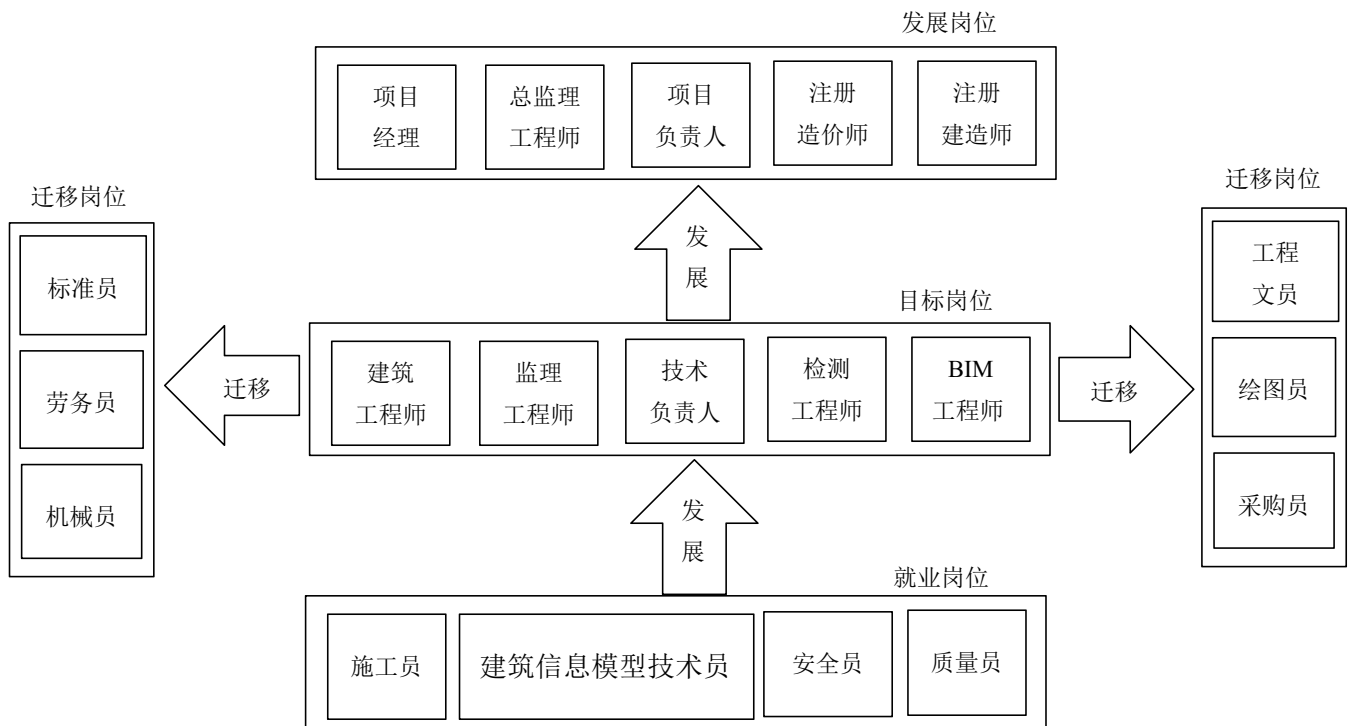 发展岗位
项目
经理
总监理
工程师
项目
负责人
注册
造价师
注册
建造师
迁移岗位
标准员
劳务员
机械员
发
展
迁移岗位
工程
文员
绘图员
采购员
目标岗位
迁移
建筑
工程师
监理
工程师
技术
负责人
检测
工程师
BIM
工程师
迁移
发
展
就业岗位
施工员
建筑信息模型技术员
安全员
质量员